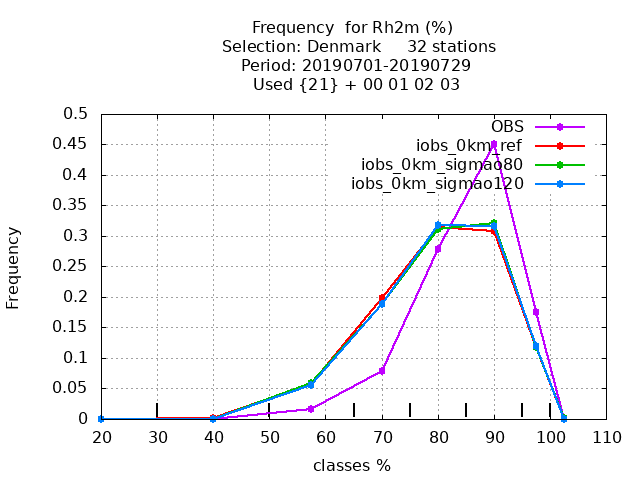 Frequency  for Rh2m (%)
Selection: Denmark     32 stations
Period: 20190701-20190729
Used {21} + 00 01 02 03
0.5
0.45
0.4
0.35
0.3
0.25
0.2
0.15
0.1
0.05
0
Frequency
OBS
iobs_0km_ref
iobs_0km_sigmao80
iobs_0km_sigmao120
20 30 40 50 60 70 80 90 100 110
classes %